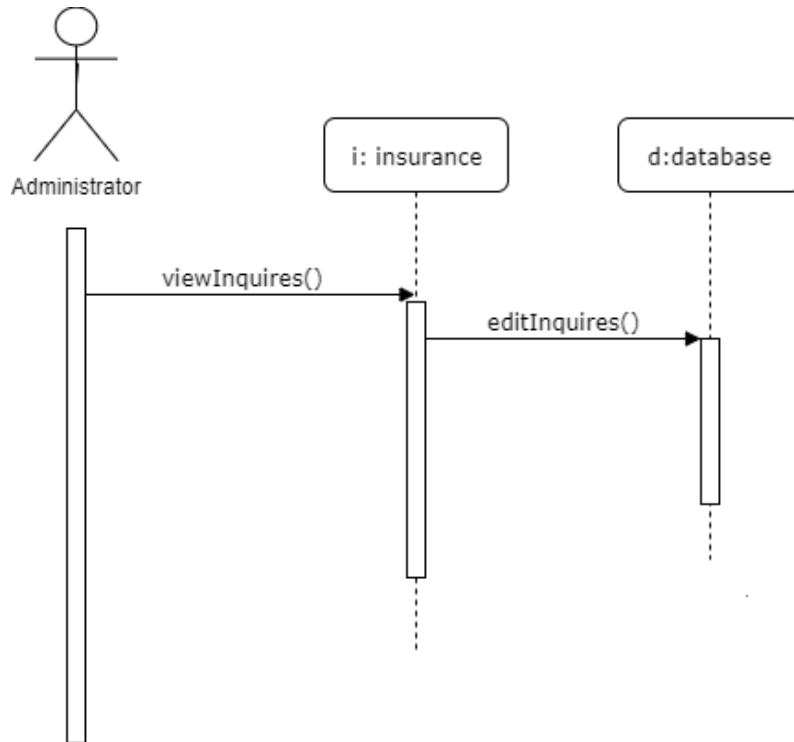 i: insurance
d:database
Administrator
viewInquires()
editInquires()